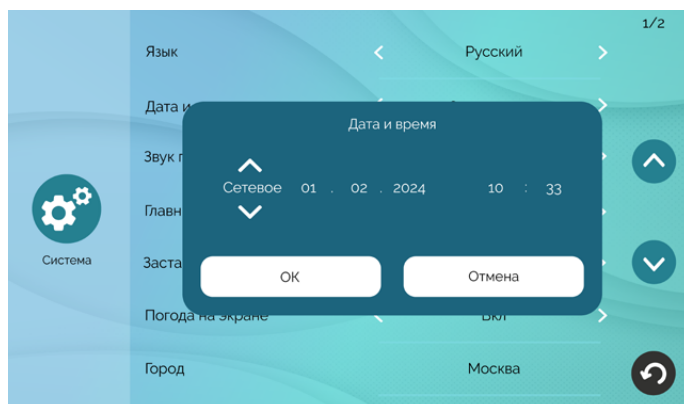 1/2
Язык < Русский >
Дата и
Дата и время
Звук
Сетевое 01 . 02 . 2024 10 : 33
Главн
Система
Заста
ОК Отмена
Погода на экране < Вкл >
Город Москва